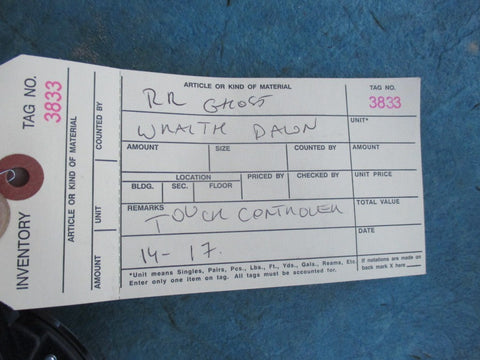 INVENTORY
TAG NO.
3833
ARTICLE OR KIND OF MATERIAL
COUNTED BY
UNIT
AMOUNT
ARTICLE OR KIND OF MATERIAL
RR GHOST
WRAITH DAWN
TAG NO.
3833
UNIT*
AMOUNT SIZE COUNTED BY AMOUNT
LOCATION PRICED BY CHECKED BY UNIT PRICE
BLDG. SEC. FLOOR
REMARKS TOTAL VALUE
TOUCH CONTROLER
DATE
14-17.
*Unit means Singles, Pairs, Pcs., Lbs., Ft., Yds., Gals., Reams, Etc.
Enter only one item on tag. All tags must be accounted for.
If notations are made on
back mark X here